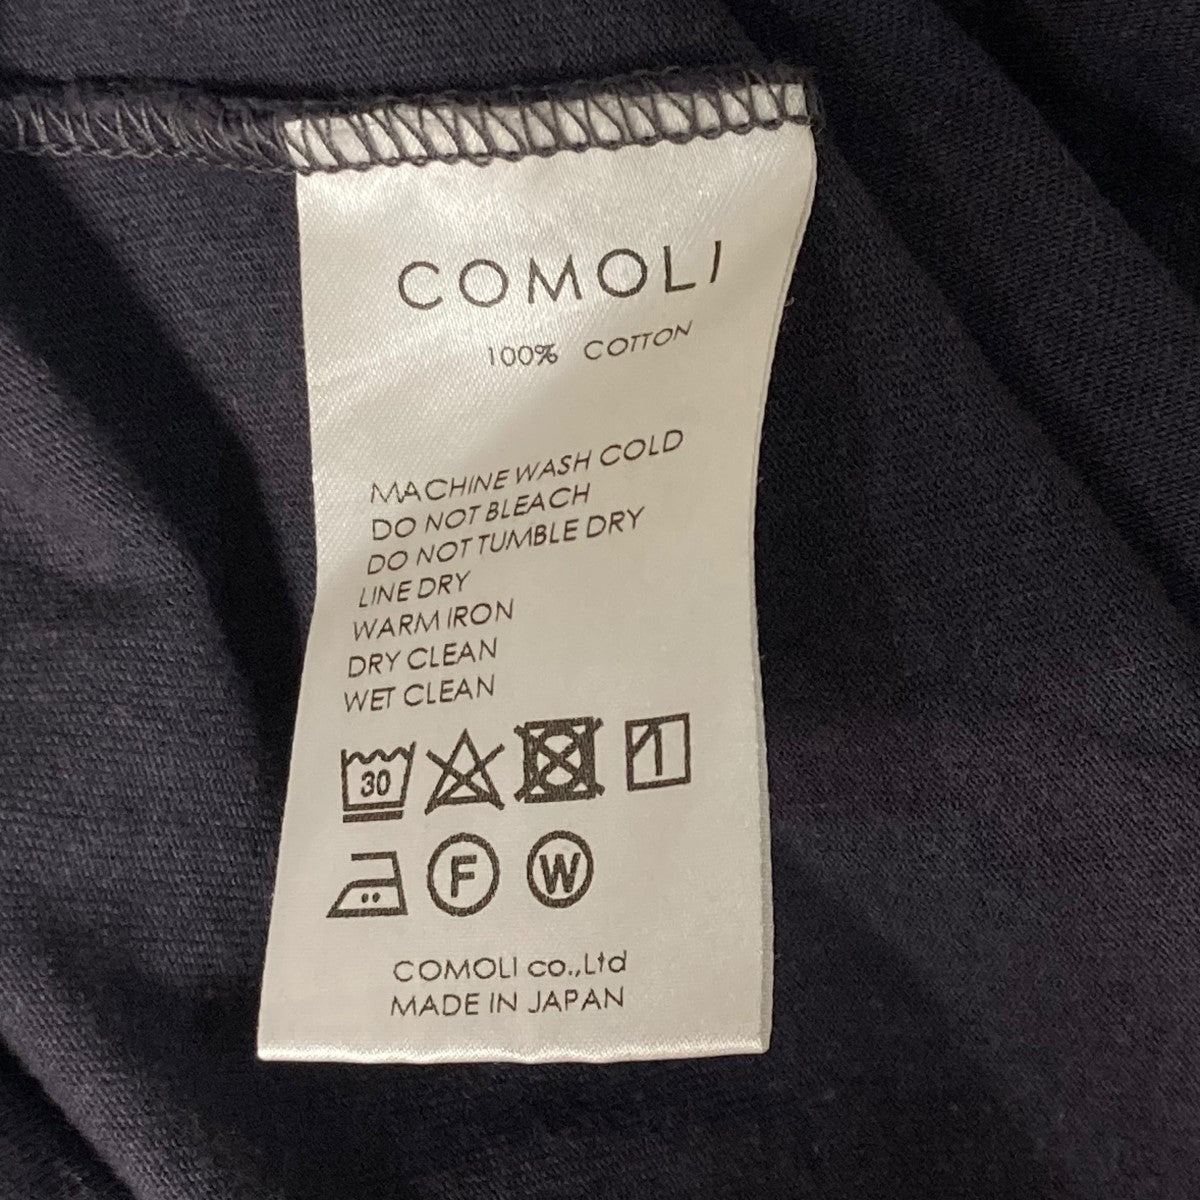 COMOLI
100% COTTON
MACHINE WASH COLD
DO NOT BLEACH
DO NOT TUMBLE DRY
LINE DRY
WARM IRON
DRY CLEAN
WET CLEAN
30
F W
COMOLI co.,Ltd
MADE IN JAPAN